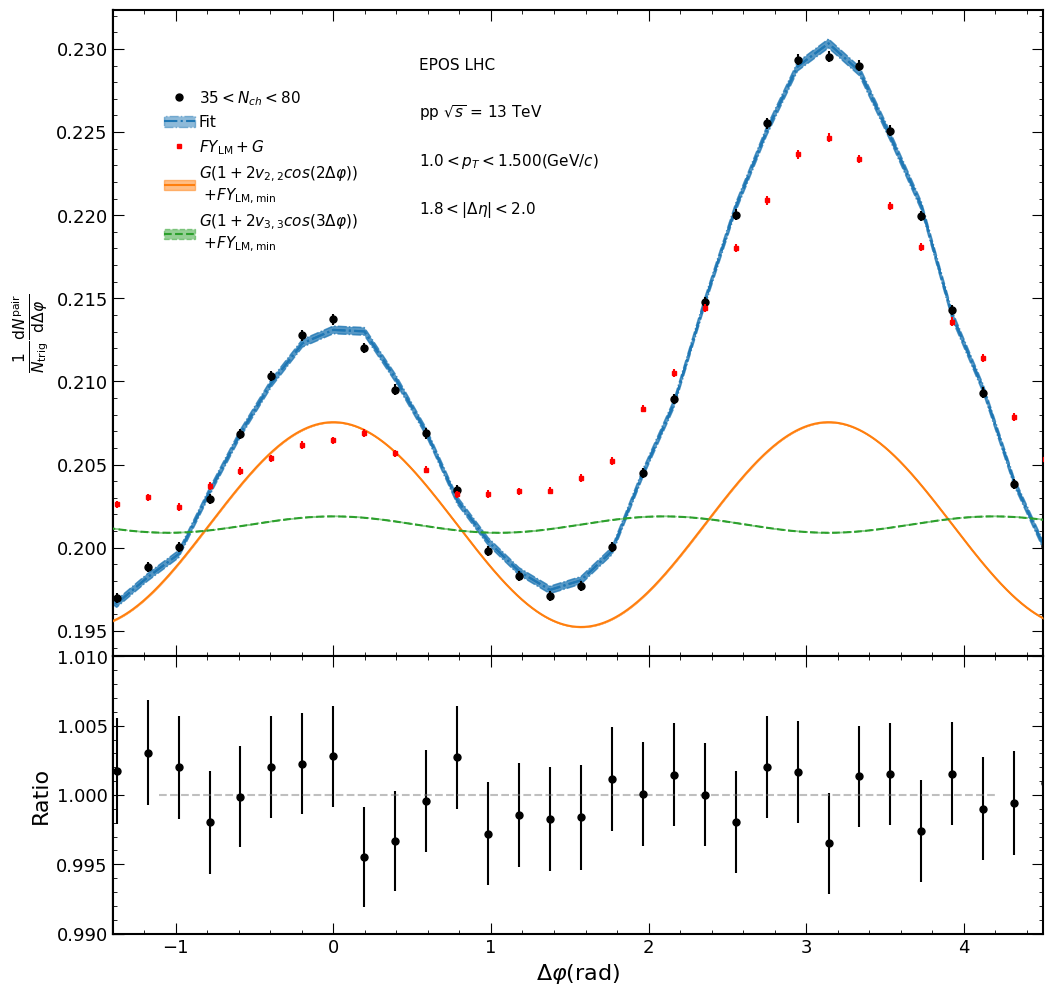 0.230
0.225
0.220
0.215
0.210
0.205
0.200
0.195
1/N_trig dN^pair/dΔφ
35 < N_ch < 80
Fit
FY_LM + G
G(1 + 2v_2,2cos(2Δφ))
+FY_LM,min
G(1 + 2v_3,3cos(3Δφ))
+FY_LM,min
EPOS LHC
pp √s = 13 TeV
1.0 < p_T < 1.500(GeV/c)
1.8 < |Δη| < 2.0
1.010
1.005
1.000
0.995
0.990
Ratio
−1 0 1 2 3 4
Δφ(rad)